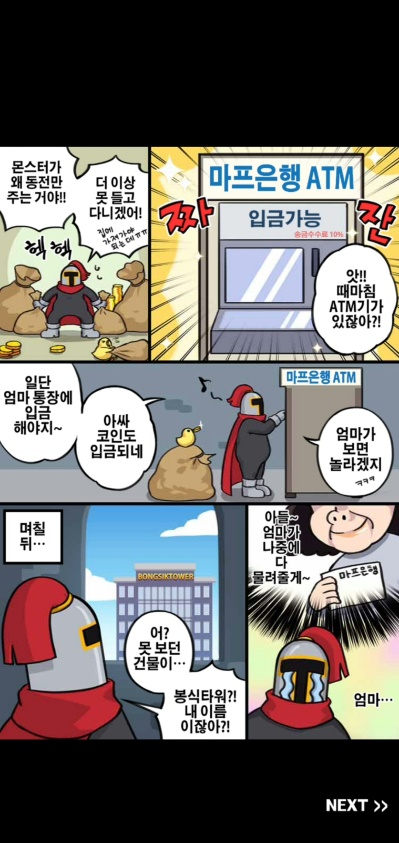 몬스터가
왜 동전만
주는 거야!!
더 이상
못 들고
다니겠어!
집에
가져가야
되는데ㅠㅠ
헥헥
마프은행 ATM
입금가능
송금수수료 10%
짜
잔
앗!!
때마침
ATM기가
있잖아?!
일단
엄마 통장에
입금
해야지~
아싸
코인도
입금되네
마프은행 ATM
엄마가
보면
놀라겠지
ㅋㅋㅋ
며칠
뒤…
BONGSIKTOWER
어?
못 보던
건물이…
봉식타워?!
내 이름
이잖아?!
아들~
엄마가
나중에
다
물려줄게~
마프은행
엄마…
NEXT >>